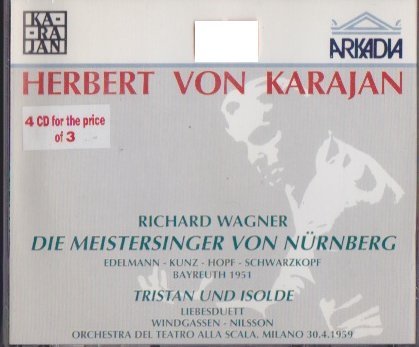 KA-
-RA
JAN
ARKADIA
HERBERT VON KARAJAN
4 CD for the price
of 3
RICHARD WAGNER
DIE MEISTERSINGER VON NÜRNBERG
EDELMANN - KUNZ - HOPF - SCHWARZKOPF
BAYREUTH 1951
TRISTAN UND ISOLDE
LIEBESDUETT
WINDGASSEN - NILSSON
ORCHESTRA DEL TEATRO ALLA SCALA, MILANO 30.4.1959